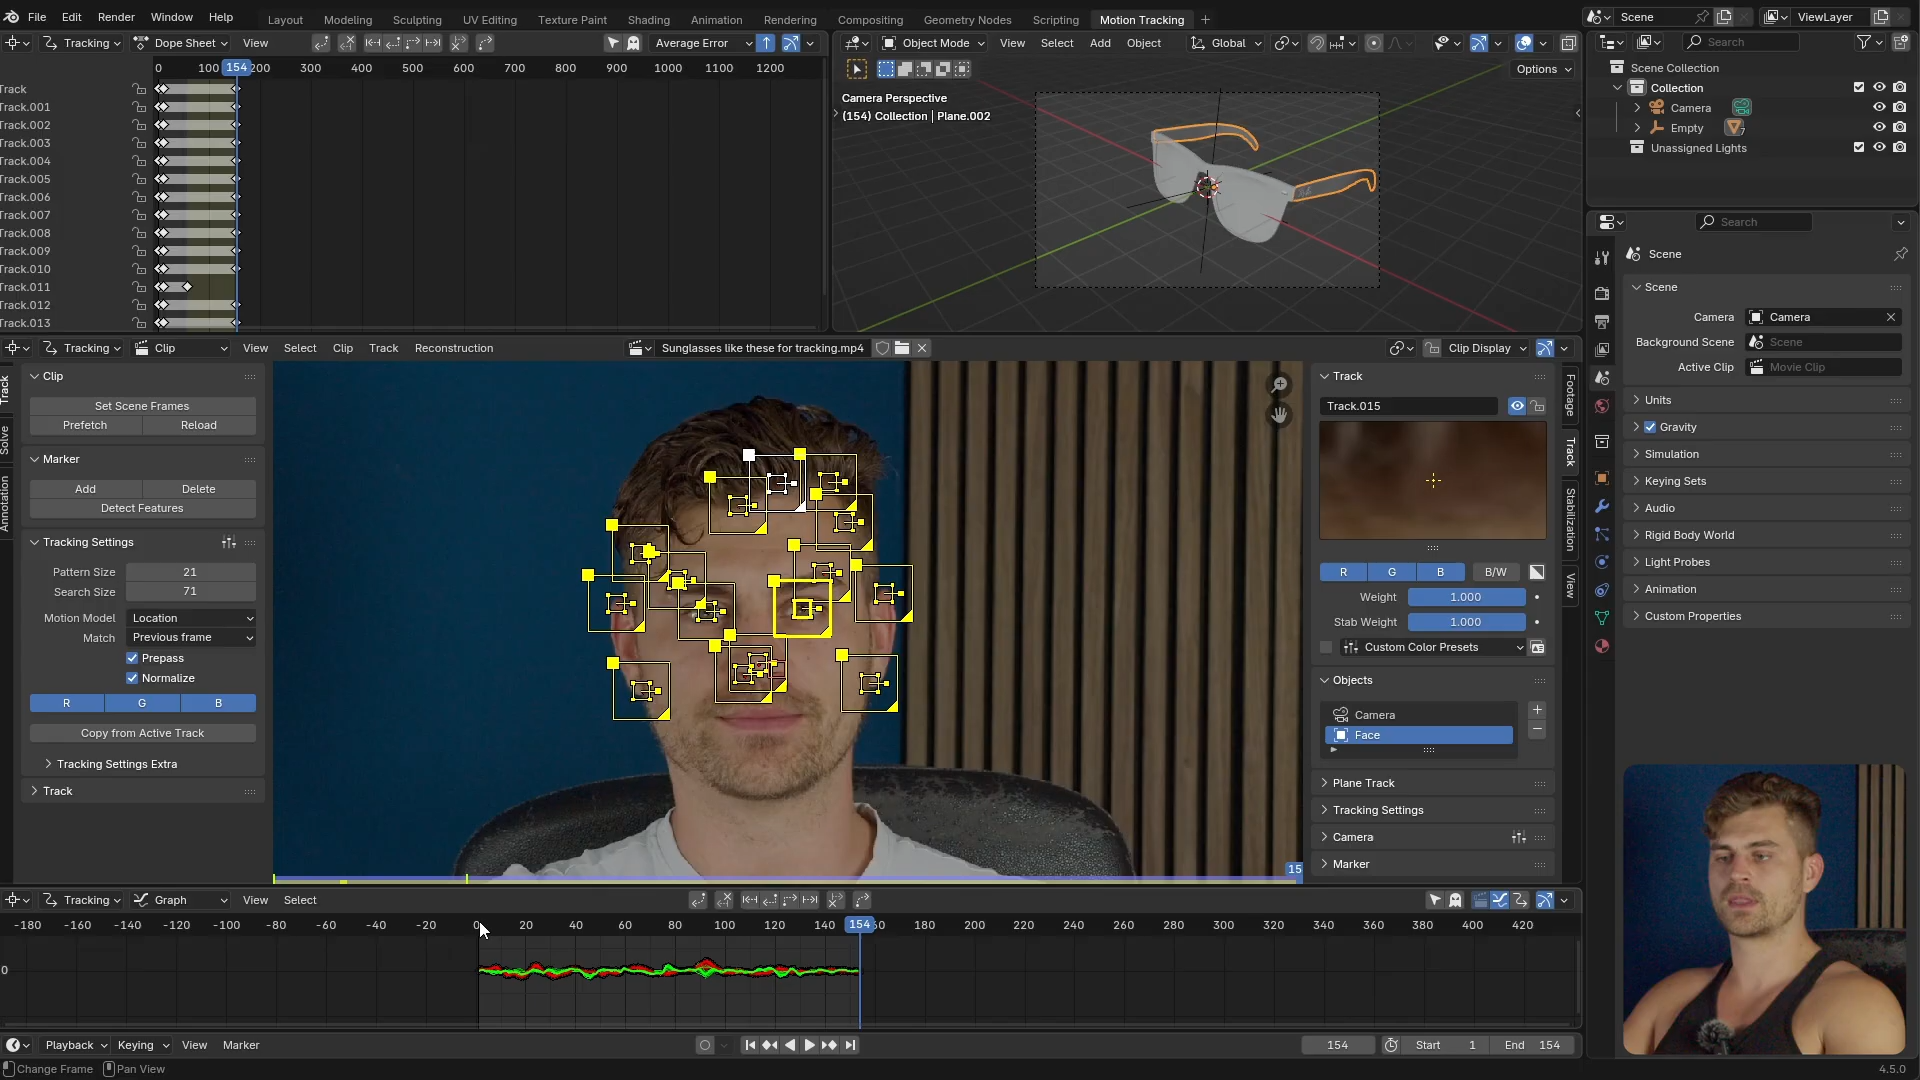 File Edit Render Window Help
Layout Modeling Sculpting UV Editing Texture Paint Shading Animation Rendering Compositing Geometry Nodes Scripting Motion Tracking
Scene
ViewLayer
Tracking Dope Sheet View
Average Error
0 100 154 200 300 400 500 600 700 800 900 1000 1100 1200
Track
Track.001
Track.002
Track.003
Track.004
Track.005
Track.006
Track.007
Track.008
Track.009
Track.010
Track.011
Track.012
Track.013
Object Mode View Select Add Object Global
Options
Camera Perspective
(154) Collection | Plane.002
Search
Scene Collection
Collection
Camera
Empty
7
Unassigned Lights
Search
Scene
Scene
Camera Camera
Background Scene Scene
Active Clip Movie Clip
Units
Gravity
Simulation
Keying Sets
Audio
Rigid Body World
Light Probes
Animation
Custom Properties
Tracking Clip View Select Clip Track Reconstruction
Sunglasses like these for tracking.mp4
Clip Display
Track
Solve
Annotation
Clip
Set Scene Frames
Prefetch Reload
Marker
Add Delete
Detect Features
Tracking Settings
Pattern Size 21
Search Size 71
Motion Model Location
Match Previous frame
Prepass
Normalize
R G B
Copy from Active Track
Tracking Settings Extra
Track
15
Track
Track.015
R G B B/W
Weight 1.000
Stab Weight 1.000
Custom Color Presets
Objects
Camera
Face
Plane Track
Tracking Settings
Camera
Marker
Footage
Track
Stabilization
View
Tracking Graph View Select
-180 -160 -140 -120 -100 -80 -60 -40 -20 0 20 40 60 80 100 120 140 154 60 180 200 220 240 260 280 300 320 340 360 380 400 420
0
Playback Keying View Marker
154 Start 1 End 154
Change Frame Pan View
4.5.0